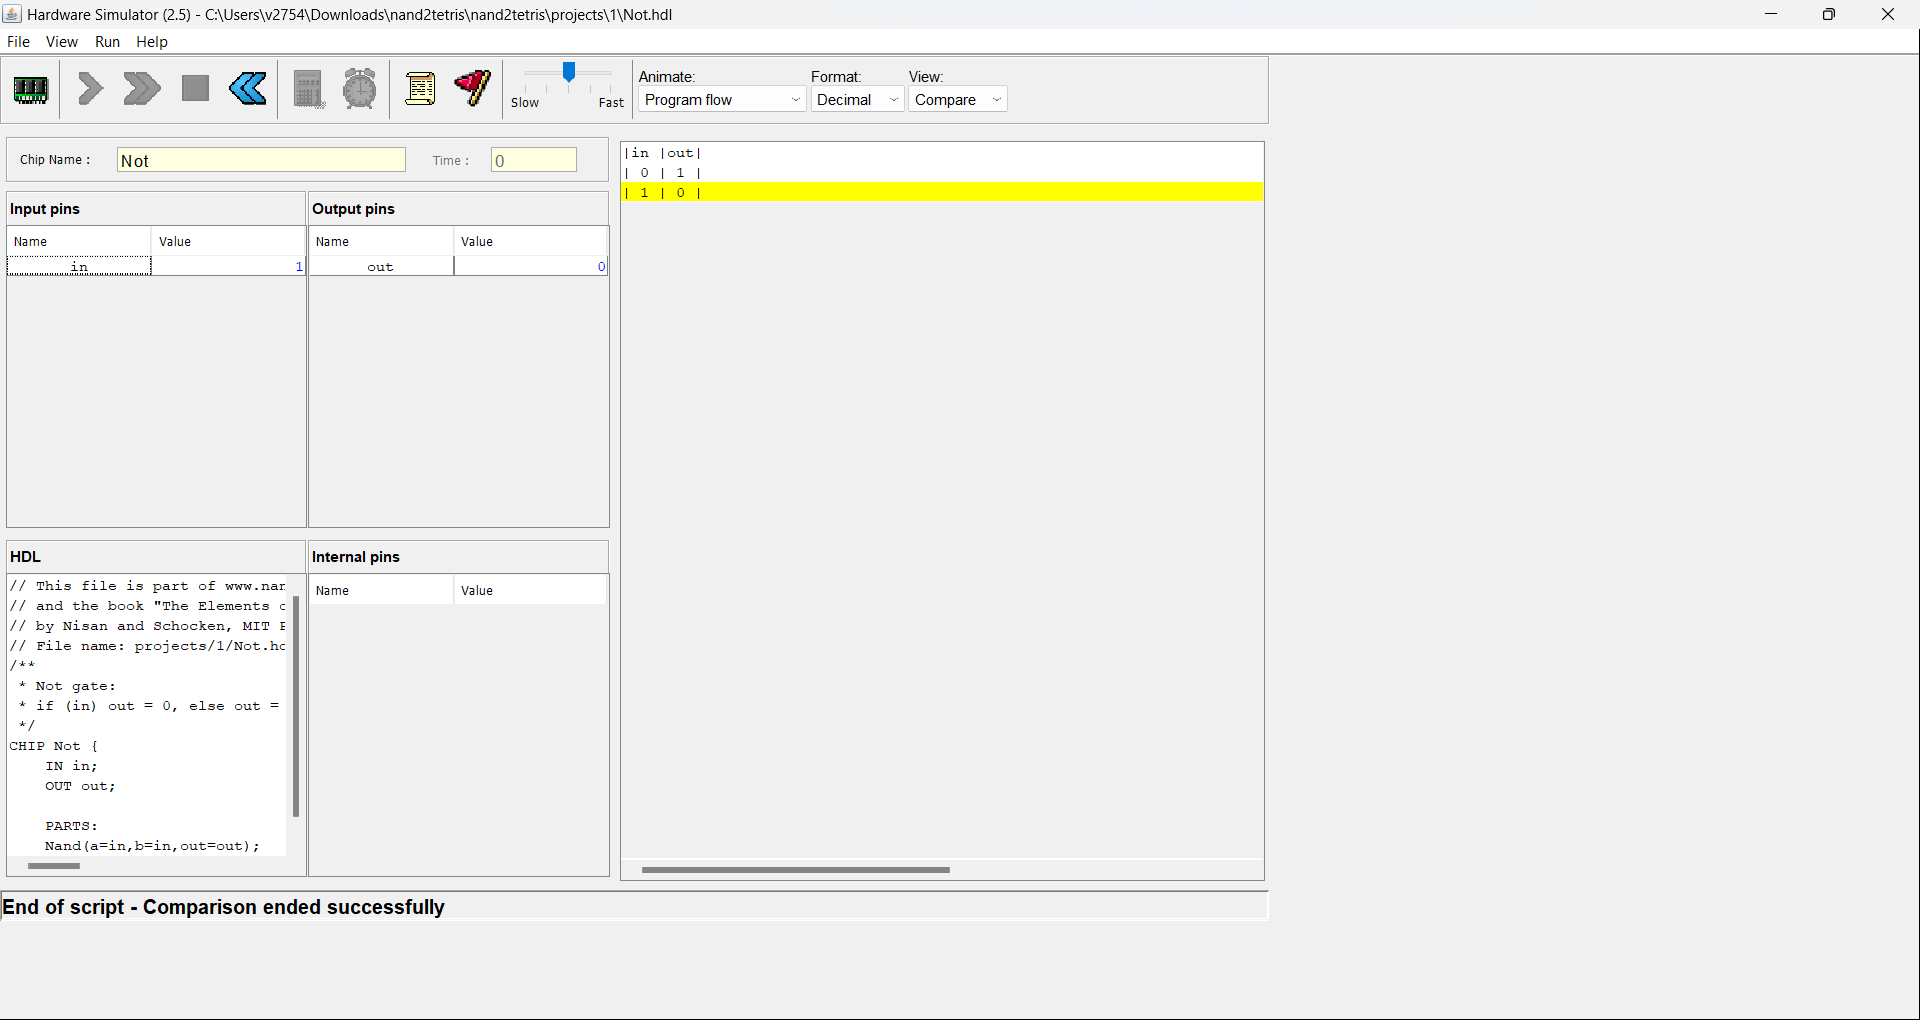 Hardware Simulator (2.5) - C:\Users\v2754\Downloads\nand2tetris\nand2tetris\projects\1\Not.hdl
File View Run Help
Slow Fast
Animate: Format: View:
Program flow Decimal Compare
Chip Name : Not Time : 0
Input pins Output pins
Name Value Name Value
in 1 out 0
|in |out|
| 0 | 1 |
| 1 | 0 |
HDL
// This file is part of www.nan
// and the book "The Elements
// by Nisan and Schocken, MIT
// File name: projects/1/Not.hd
/**
* Not gate:
* if (in) out = 0, else out =
*/
CHIP Not {
IN in;
OUT out;
PARTS:
Nand(a=in,b=in,out=out);
Internal pins
Name Value
End of script - Comparison ended successfully